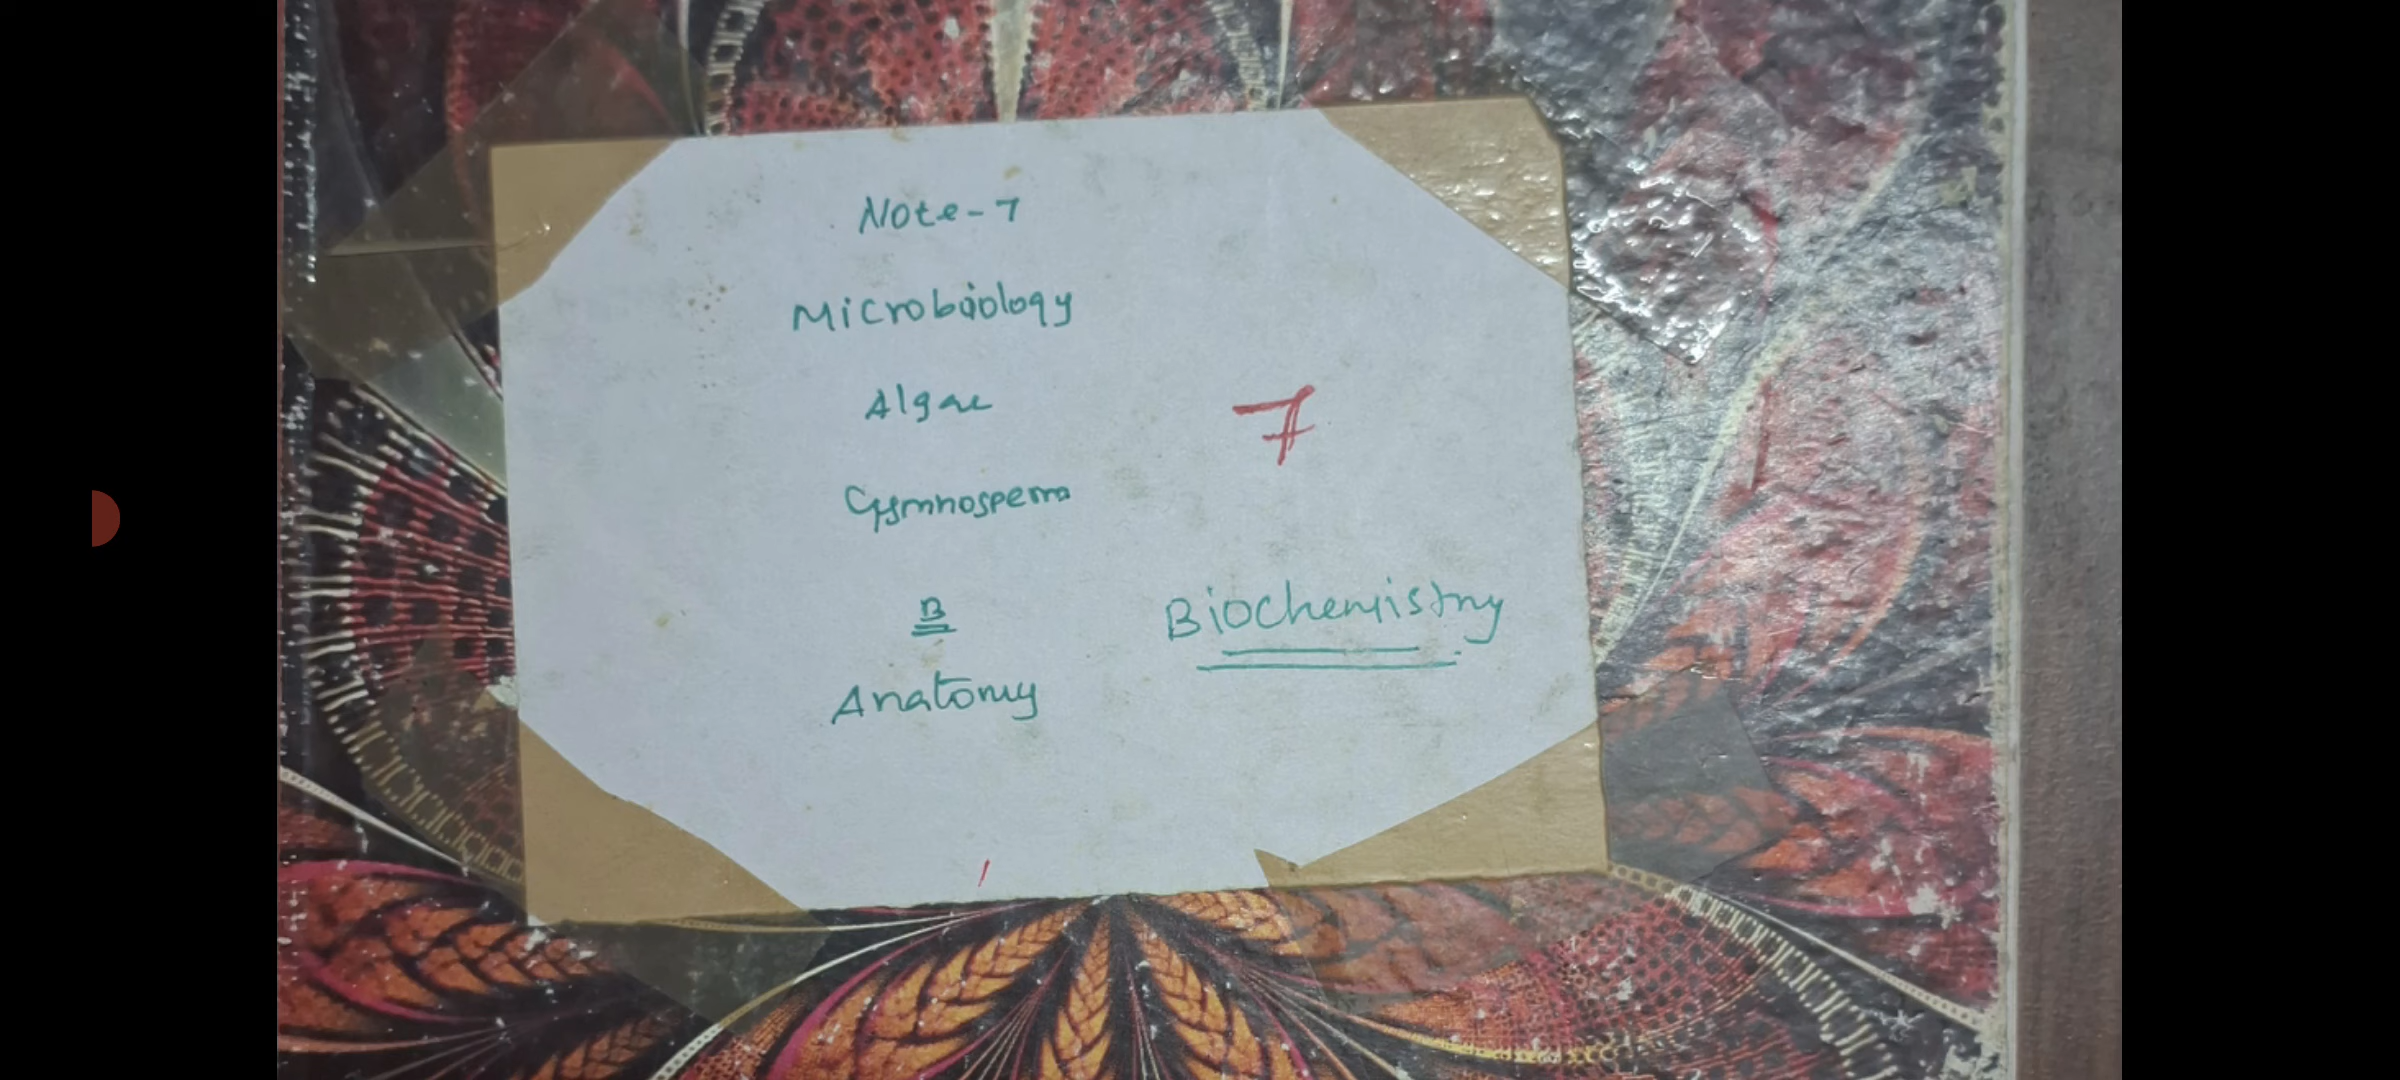 Note-7
Microbiology
Algae
7
Gymnosperm
B
Biochemistry
Anatomy